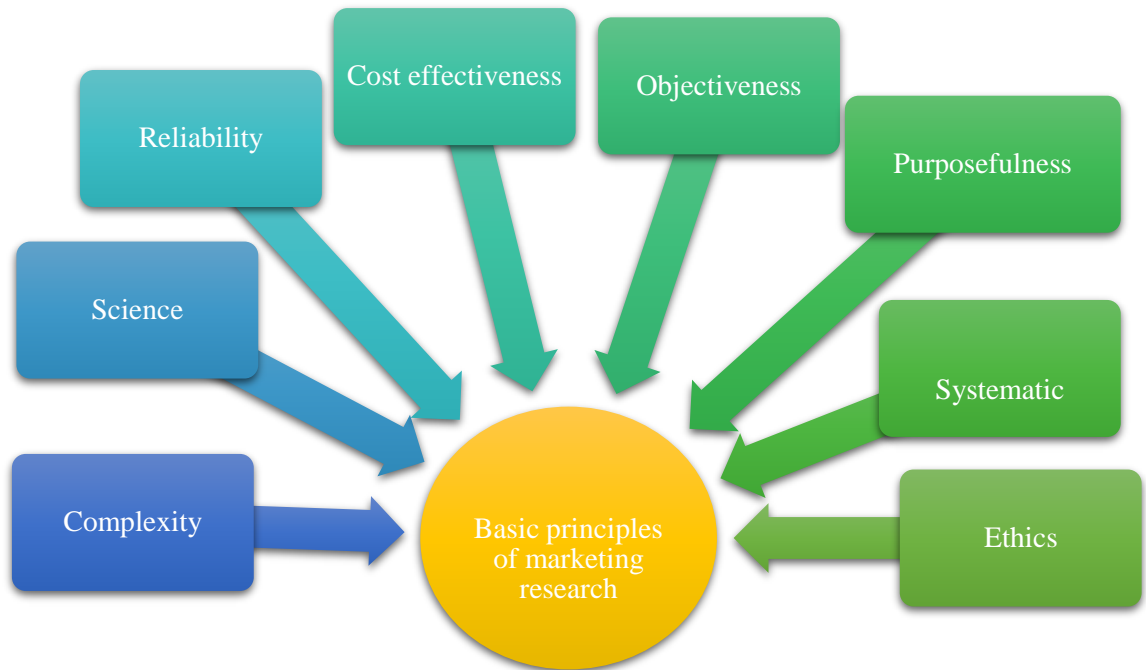 Cost effectiveness
Objectiveness
Reliability
Purposefulness
Science
Systematic
Complexity
Ethics
Basic principles
of marketing
research